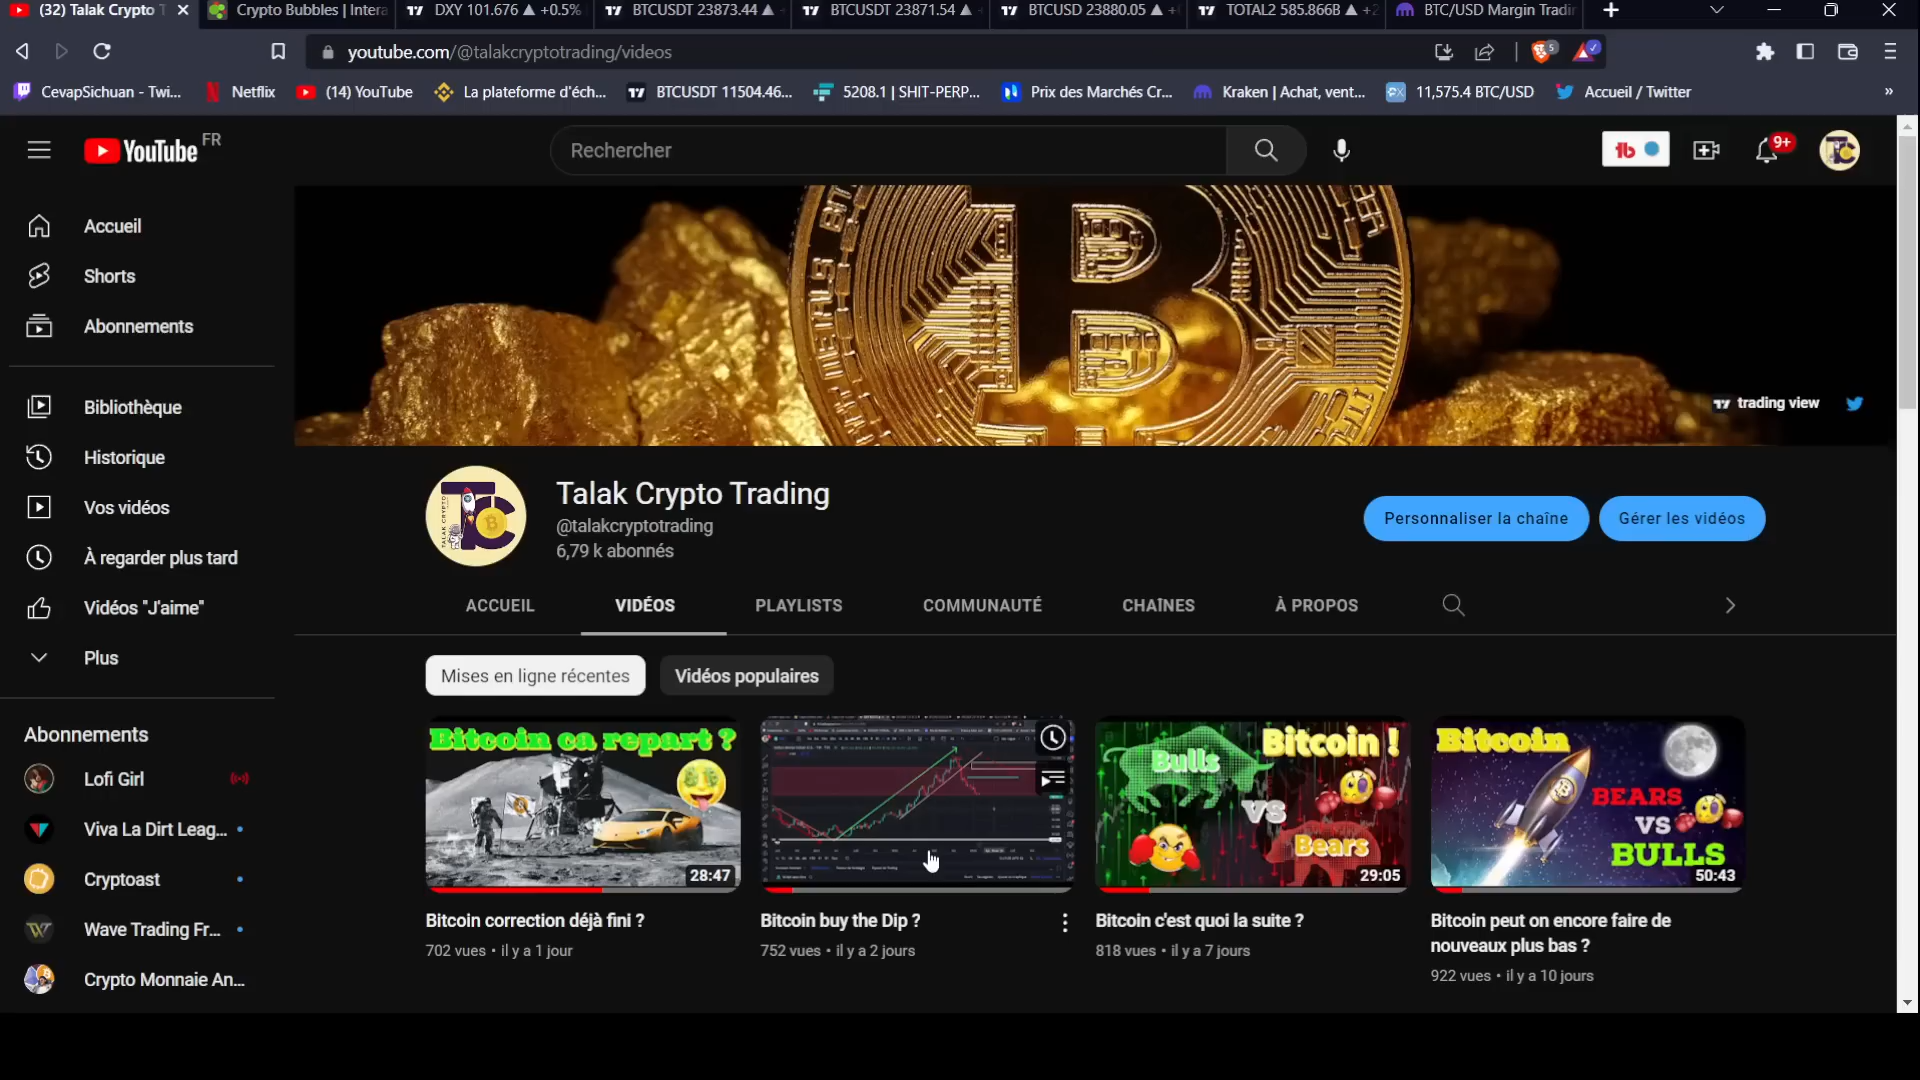 (32) Talak Crypto T
Crypto Bubbles | Intera
DXY 101.676 ▲ +0.5%
BTCUSDT 23873.44 ▲
BTCUSDT 23871.54 ▲
BTCUSD 23880.05 ▲ +
TOTAL2 585.866B ▲ +2
BTC/USD Margin Tradin
youtube.com/@talakcryptotrading/videos
5
CevapSichuan - Twi...
Netflix
(14) YouTube
La plateforme d'éch...
BTCUSDT 11504.46...
5208.1 | SHIT-PERP...
Prix des Marchés Cr...
Kraken | Achat, vent...
11,575.4 BTC/USD
Accueil / Twitter
»
YouTube FR
Rechercher
9+
Accueil
Shorts
Abonnements
Bibliothèque
Historique
Vos vidéos
À regarder plus tard
Vidéos "J'aime"
Plus
Abonnements
Lofi Girl
Viva La Dirt Leag...
Cryptoast
Wave Trading Fr...
Crypto Monnaie An...
trading view
Talak Crypto Trading
@talakcryptotrading
6,79 k abonnés
Personnaliser la chaîne
Gérer les vidéos
ACCUEIL
VIDÉOS
PLAYLISTS
COMMUNAUTÉ
CHAÎNES
À PROPOS
Mises en ligne récentes
Vidéos populaires
Bitcoin ca repart ?
28:47
Bulls
VS
Bears
Bitcoin !
29:05
Bitcoin
BEARS
VS
BULLS
50:43
Bitcoin correction déjà fini ?
702 vues • il y a 1 jour
Bitcoin buy the Dip ?
752 vues • il y a 2 jours
Bitcoin c'est quoi la suite ?
818 vues • il y a 7 jours
Bitcoin peut on encore faire de
nouveaux plus bas ?
922 vues • il y a 10 jours